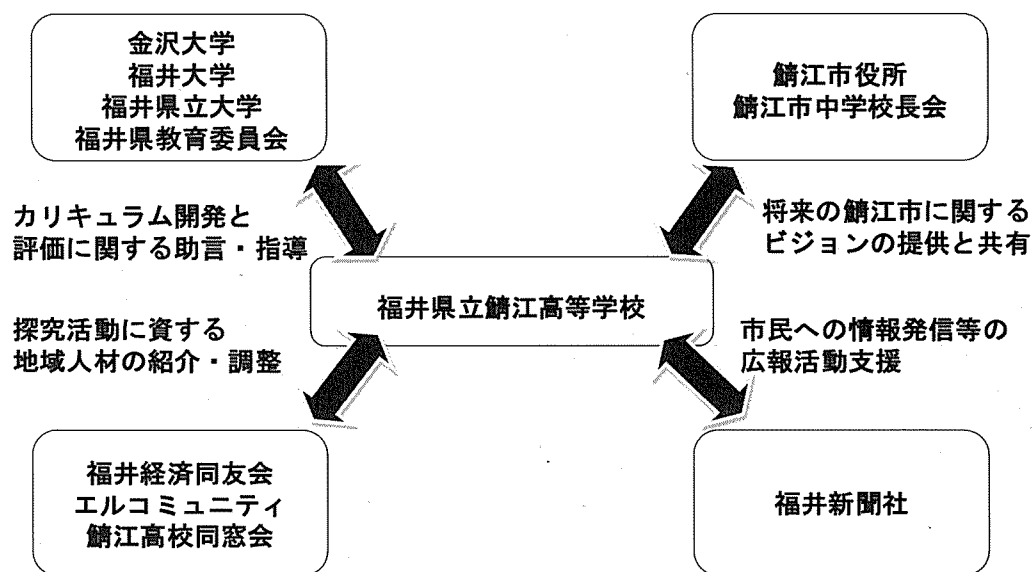 金沢大学
福井大学
福井県立大学
福井県教育委員会
鯖江市役所
鯖江市中学校長会
カリキュラム開発と
評価に関する助言・指導
将来の鯖江市に関する
ビジョンの提供と共有
福井県立鯖江高等学校
探究活動に資する
地域人材の紹介・調整
市民への情報発信等の
広報活動支援
福井経済同友会
エルコミュニティ
鯖江高校同窓会
福井新聞社